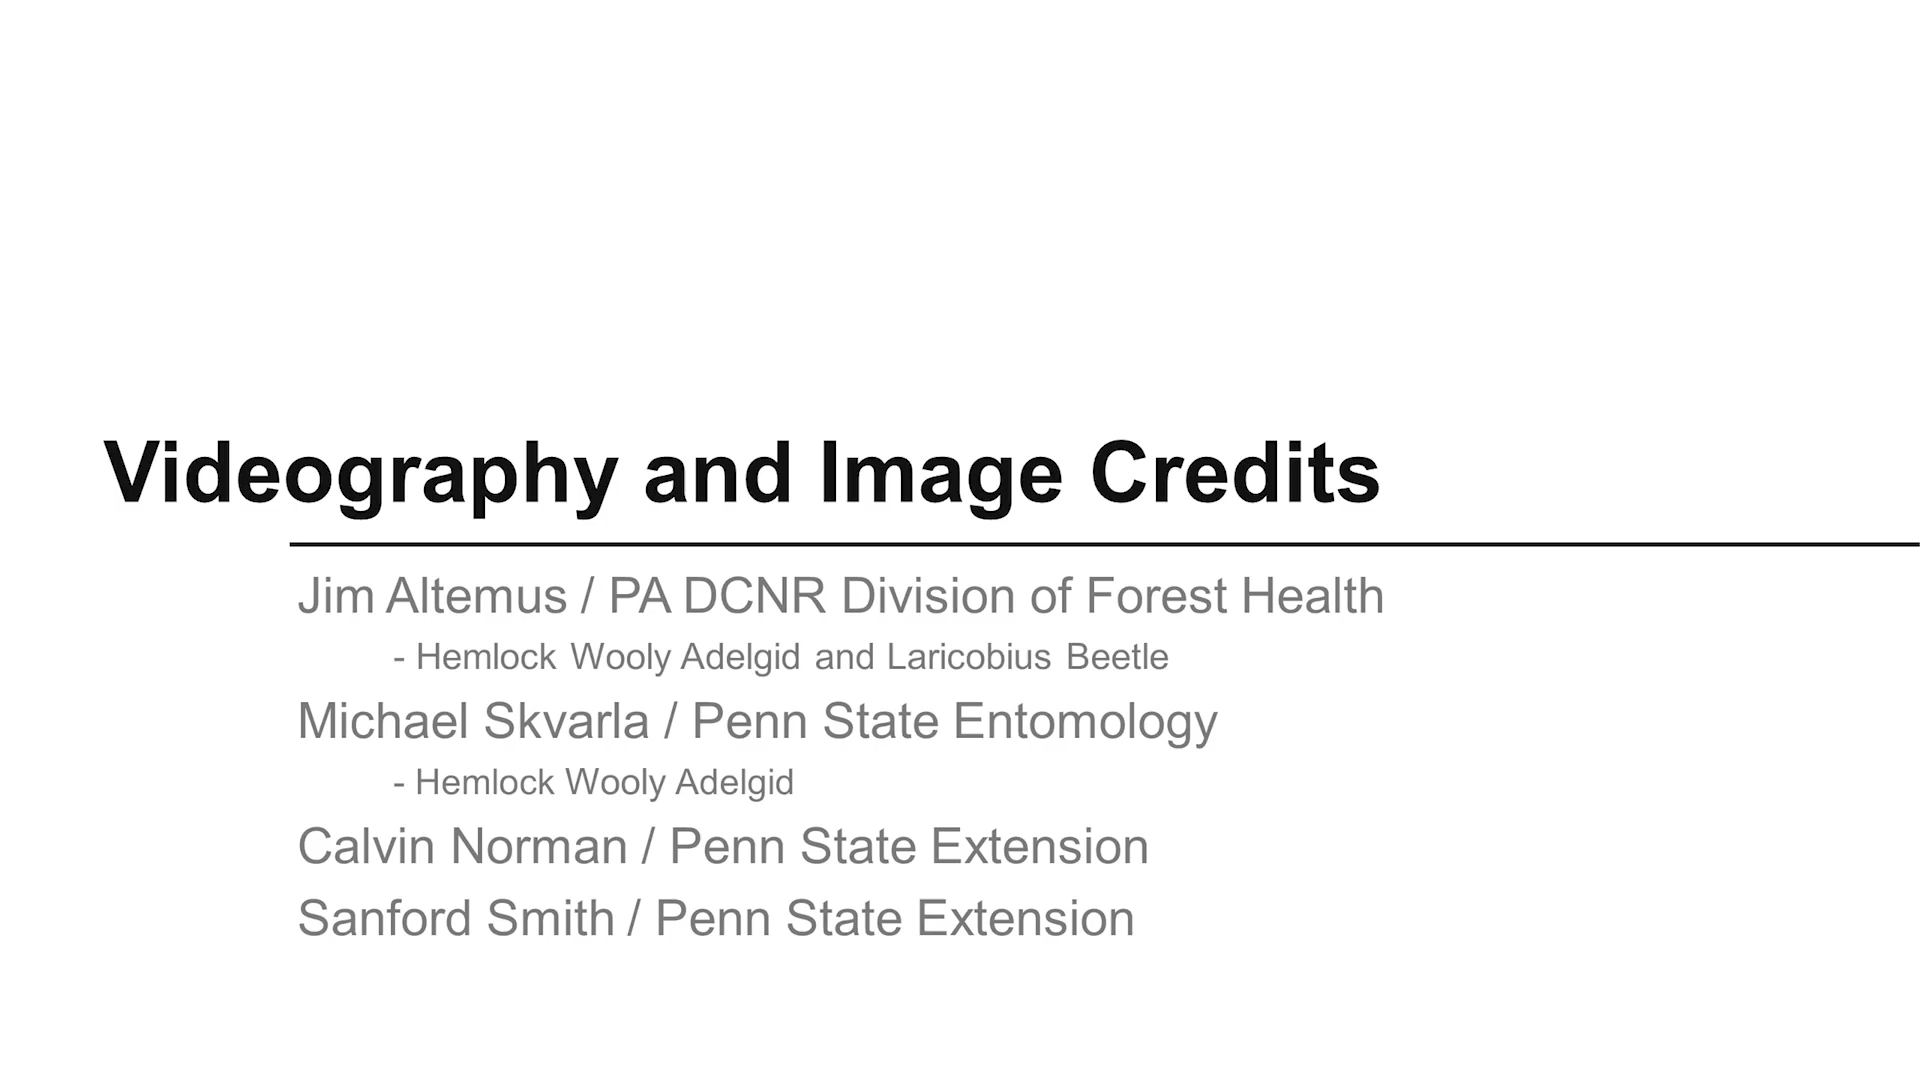 Videography and Image Credits
Jim Altemus / PA DCNR Division of Forest Health
- Hemlock Wooly Adelgid and Laricobius Beetle
Michael Skvarla / Penn State Entomology
- Hemlock Wooly Adelgid
Calvin Norman / Penn State Extension
Sanford Smith / Penn State Extension